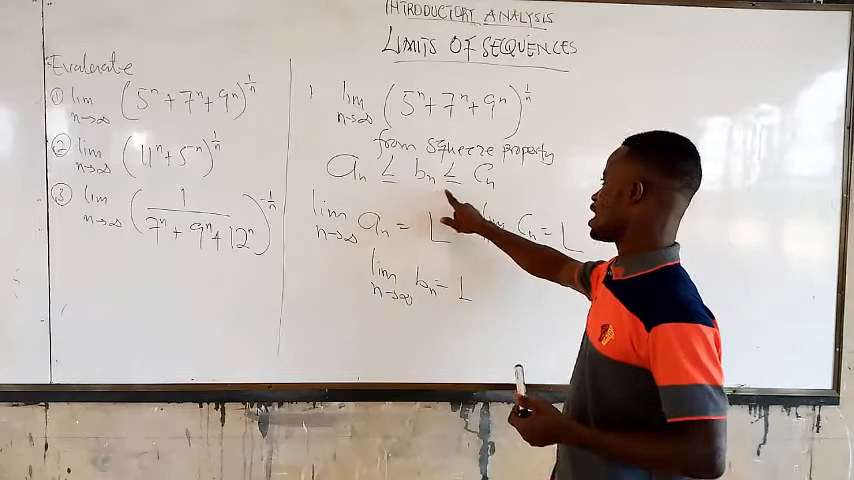 INTRODUCTORY ANALYSIS
LIMITS OF SEQUENCES
Evaluate
① lim n→∞ (5ⁿ + 7ⁿ + 9ⁿ)^(1/n)
② lim n→∞ (11ⁿ + 5⁻ⁿ)^(1/n)
③ lim n→∞ (1/(7ⁿ + 9ⁿ + 12ⁿ))^(-1/n)
1 lim n→∞ (5ⁿ + 7ⁿ + 9ⁿ)^(1/n)
from squeeze property
aₙ ≤ bₙ ≤ cₙ
lim n→∞ aₙ = L lim cₙ = L
lim n→∞ bₙ = L